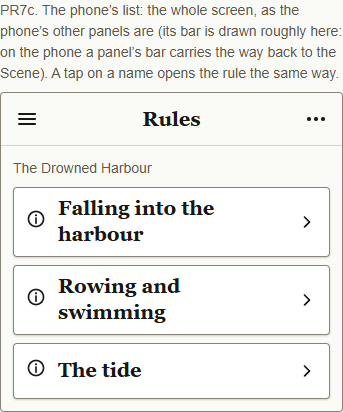 PR7c. The phone’s list: the whole screen, as the
phone’s other panels are (its bar is drawn roughly here:
on the phone a panel’s bar carries the way back to the
Scene). A tap on a name opens the rule the same way.
Rules
The Drowned Harbour
Falling into the
harbour
Rowing and
swimming
The tide